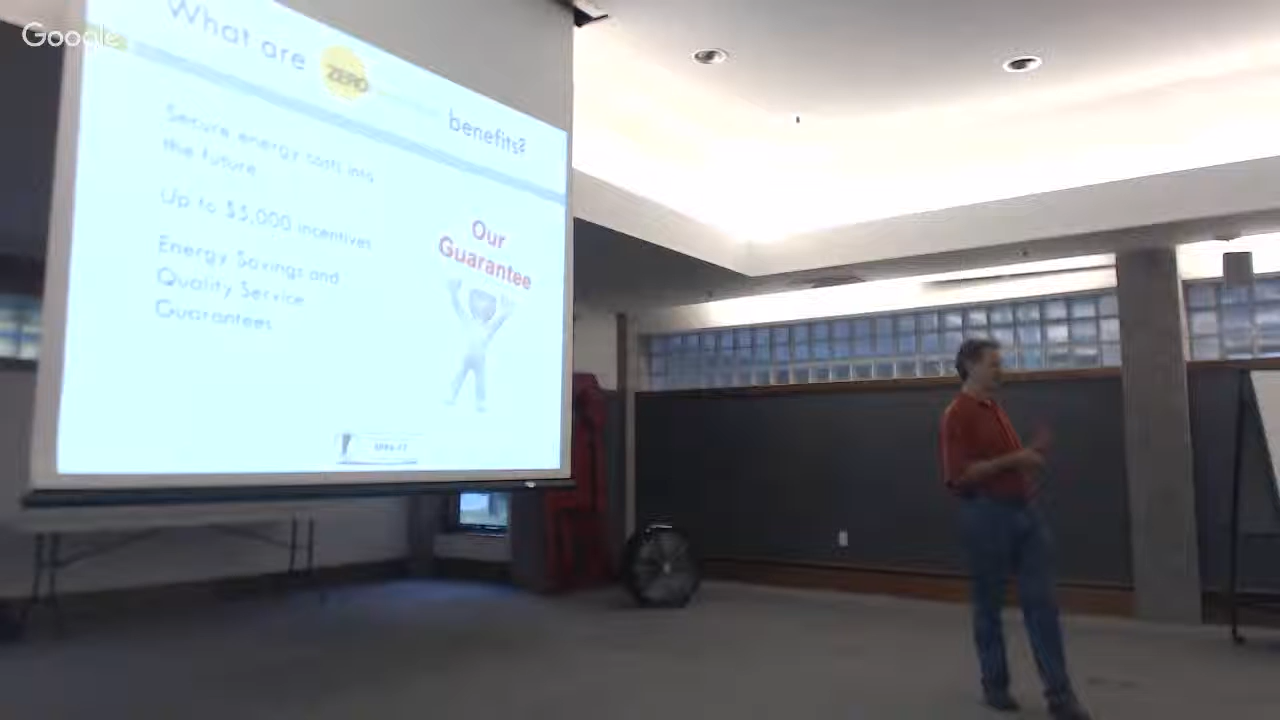 Google
What are ZERO benefits?
Secure energy costs into
the future
Up to $5,000 incentives
Energy Savings and
Quality Service
Guarantees
Our
Guarantee